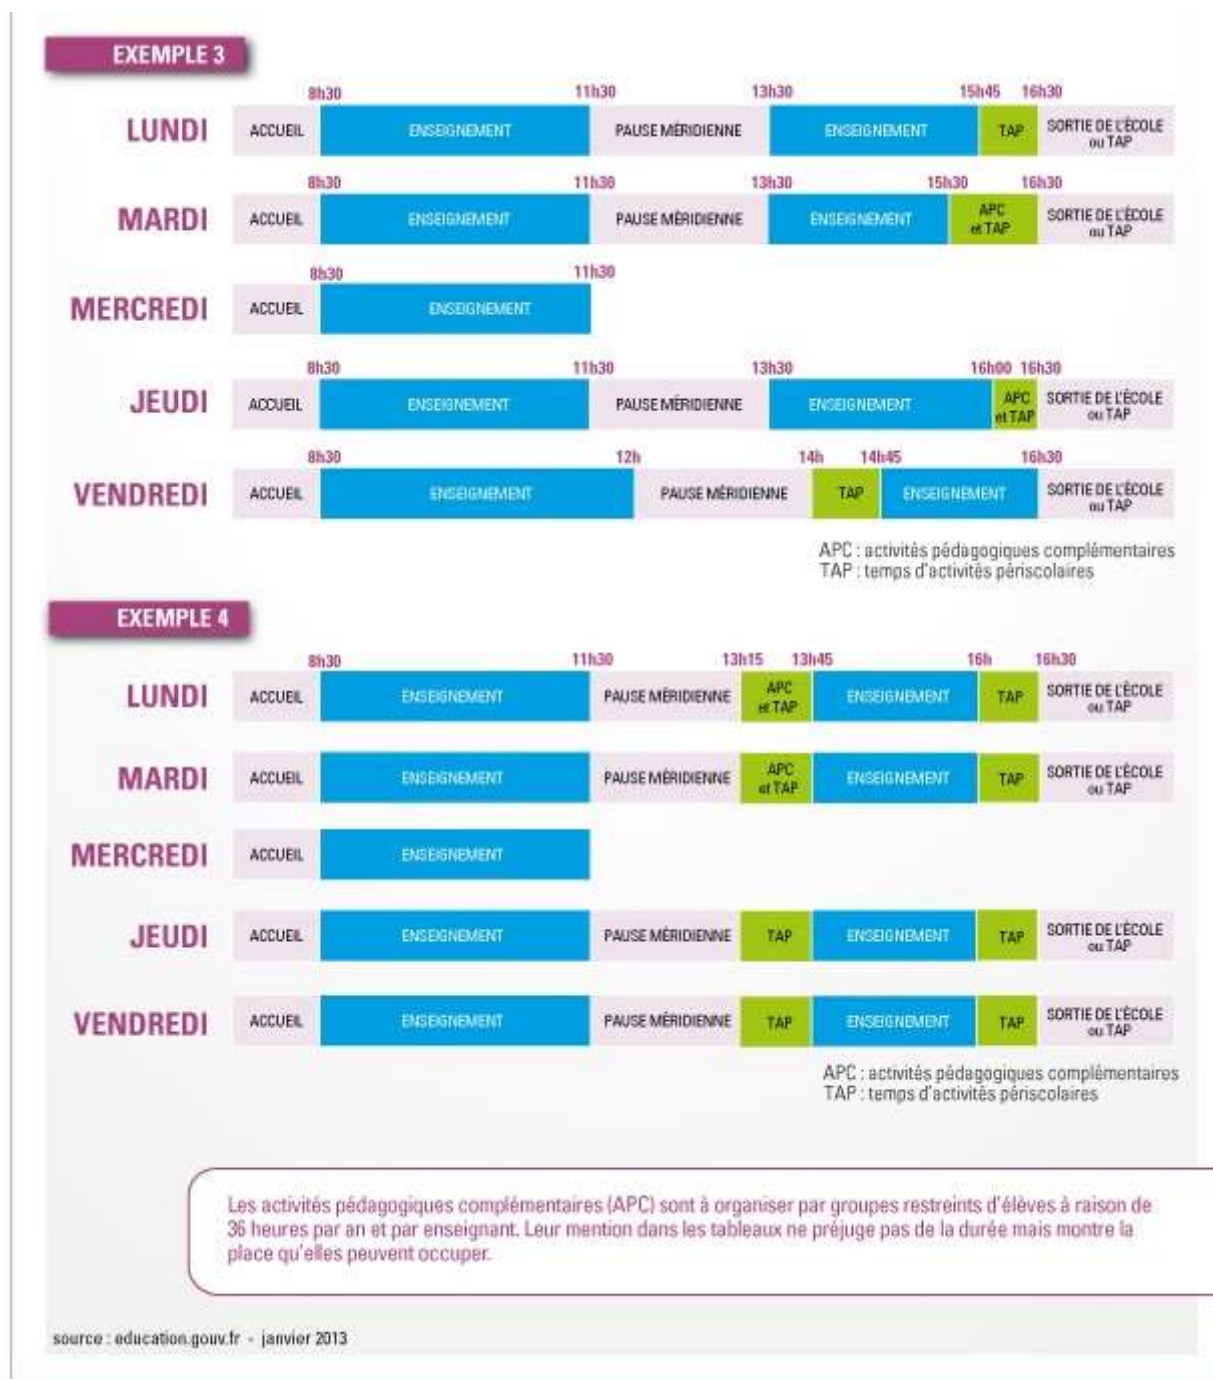 EXEMPLE 3
8h30 11h30 13h30 15h45 16h30
LUNDI ACCUEIL ENSEIGNEMENT PAUSE MÉRIDIENNE ENSEIGNEMENT TAP SORTIE DE L'ÉCOLE
ou TAP
8h30 11h30 13h30 15h30 16h30
MARDI ACCUEIL ENSEIGNEMENT PAUSE MÉRIDIENNE ENSEIGNEMENT APC et TAP SORTIE DE L'ÉCOLE
ou TAP
8h30 11h30
MERCREDI ACCUEIL ENSEIGNEMENT
8h30 11h30 13h30 16h00 16h30
JEUDI ACCUEIL ENSEIGNEMENT PAUSE MÉRIDIENNE ENSEIGNEMENT APC et TAP SORTIE DE L'ÉCOLE
ou TAP
8h30 12h 14h 14h45 16h30
VENDREDI ACCUEIL ENSEIGNEMENT PAUSE MÉRIDIENNE TAP ENSEIGNEMENT SORTIE DE L'ÉCOLE
ou TAP
APC : activités pédagogiques complémentaires
TAP : temps d'activités périscolaires
EXEMPLE 4
8h30 11h30 13h15 13h45 16h 16h30
LUNDI ACCUEIL ENSEIGNEMENT PAUSE MÉRIDIENNE APC et TAP ENSEIGNEMENT TAP SORTIE DE L'ÉCOLE
ou TAP
MARDI ACCUEIL ENSEIGNEMENT PAUSE MÉRIDIENNE APC et TAP ENSEIGNEMENT TAP SORTIE DE L'ÉCOLE
ou TAP
MERCREDI ACCUEIL ENSEIGNEMENT
JEUDI ACCUEIL ENSEIGNEMENT PAUSE MÉRIDIENNE TAP ENSEIGNEMENT TAP SORTIE DE L'ÉCOLE
ou TAP
VENDREDI ACCUEIL ENSEIGNEMENT PAUSE MÉRIDIENNE TAP ENSEIGNEMENT TAP SORTIE DE L'ÉCOLE
ou TAP
APC : activités pédagogiques complémentaires
TAP : temps d'activités périscolaires
Les activités pédagogiques complémentaires (APC) sont à organiser par groupes restreints d'élèves à raison de
36 heures par an et par enseignant. Leur mention dans les tableaux ne préjuge pas de la durée mais montre la
place qu'elles peuvent occuper.
source : education.gouv.fr - janvier 2013